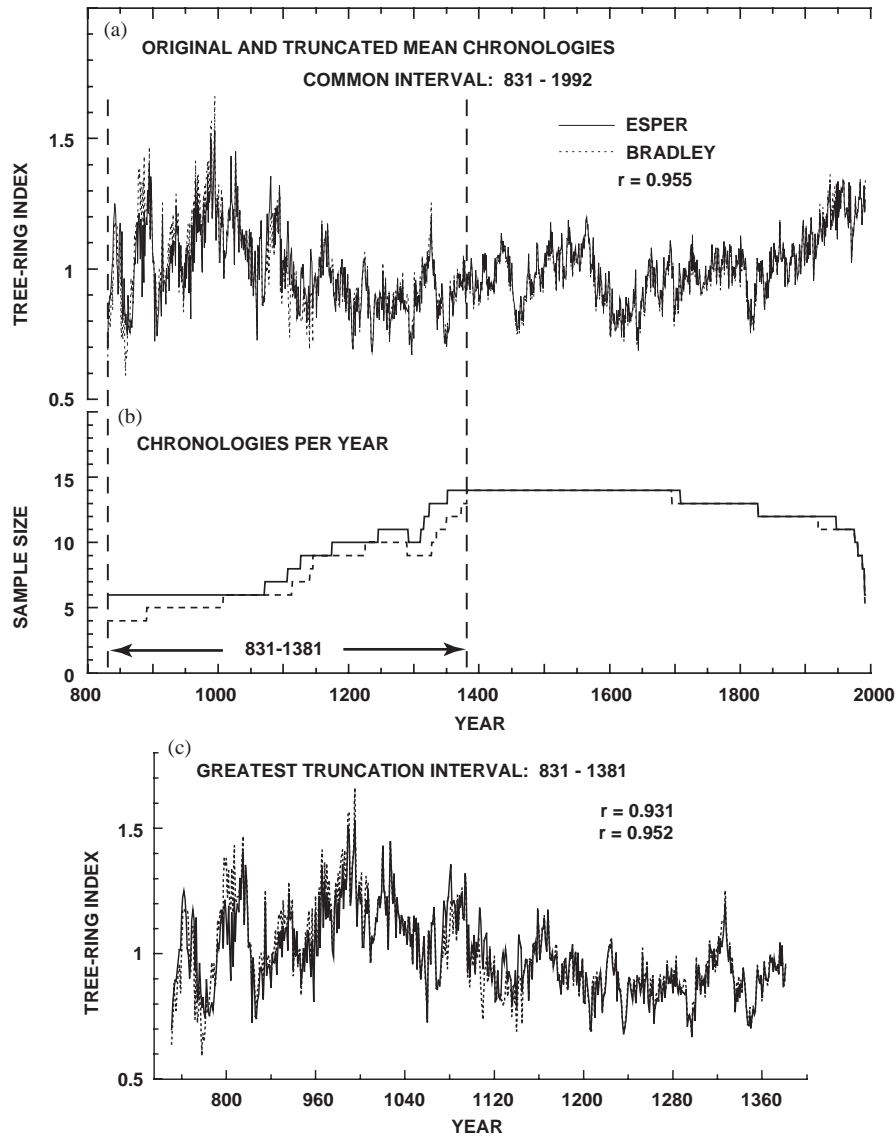 (a)
ORIGINAL AND TRUNCATED MEAN CHRONOLOGIES
COMMON INTERVAL: 831 - 1992
ESPER
BRADLEY
r = 0.955
1.5
1
0.5
TREE-RING INDEX
(b)
CHRONOLOGIES PER YEAR
15
10
5
0
SAMPLE SIZE
831-1381
800 1000 1200 1400 1600 1800 2000
YEAR
(c)
GREATEST TRUNCATION INTERVAL: 831 - 1381
r = 0.931
r = 0.952
1.5
1
0.5
TREE-RING INDEX
800 960 1040 1120 1200 1280 1360
YEAR